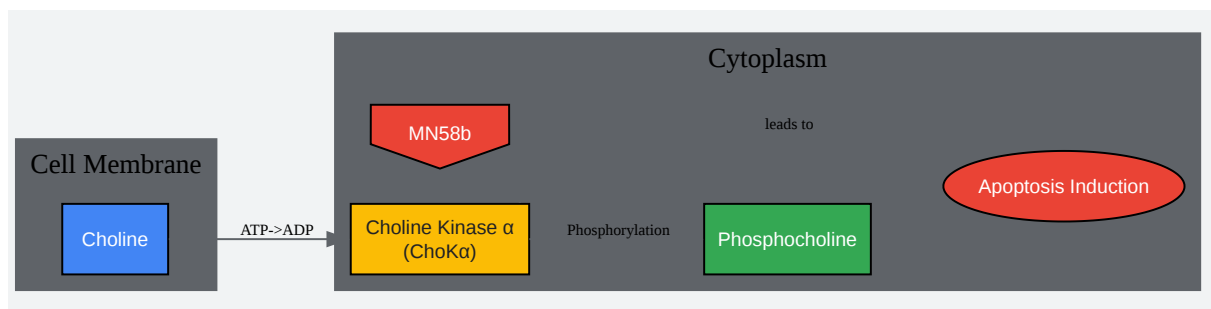 Cytoplasm
MN58b
leads to
Cell Membrane
Apoptosis Induction
Choline
ATP->ADP
Choline Kinase α
(ChoKα)
Phosphorylation
Phosphocholine